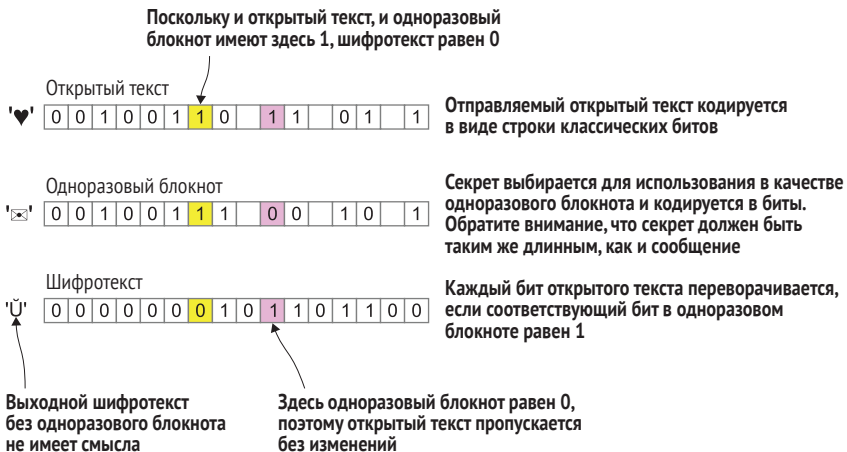 Поскольку и открытый текст, и одноразовый
блокнот имеют здесь 1, шифротекст равен 0
Открытый текст
'♥' 0 0 1 0 0 1 1 0 1 1 0 1 1
Отправляемый открытый текст кодируется
в виде строки классических битов
Одноразовый блокнот
'✉' 0 0 1 0 0 1 1 1 0 0 1 0 1
Секрет выбирается для использования в качестве
одноразового блокнота и кодируется в биты.
Обратите внимание, что секрет должен быть
таким же длинным, как и сообщение
Шифротекст
'Ŭ' 0 0 0 0 0 0 0 1 0 1 1 0 1 1 0 0
Каждый бит открытого текста переворачивается,
если соответствующий бит в одноразовом
блокноте равен 1
Выходной шифротекст
без одноразового блокнота
не имеет смысла
Здесь одноразовый блокнот равен 0,
поэтому открытый текст пропускается
без изменений